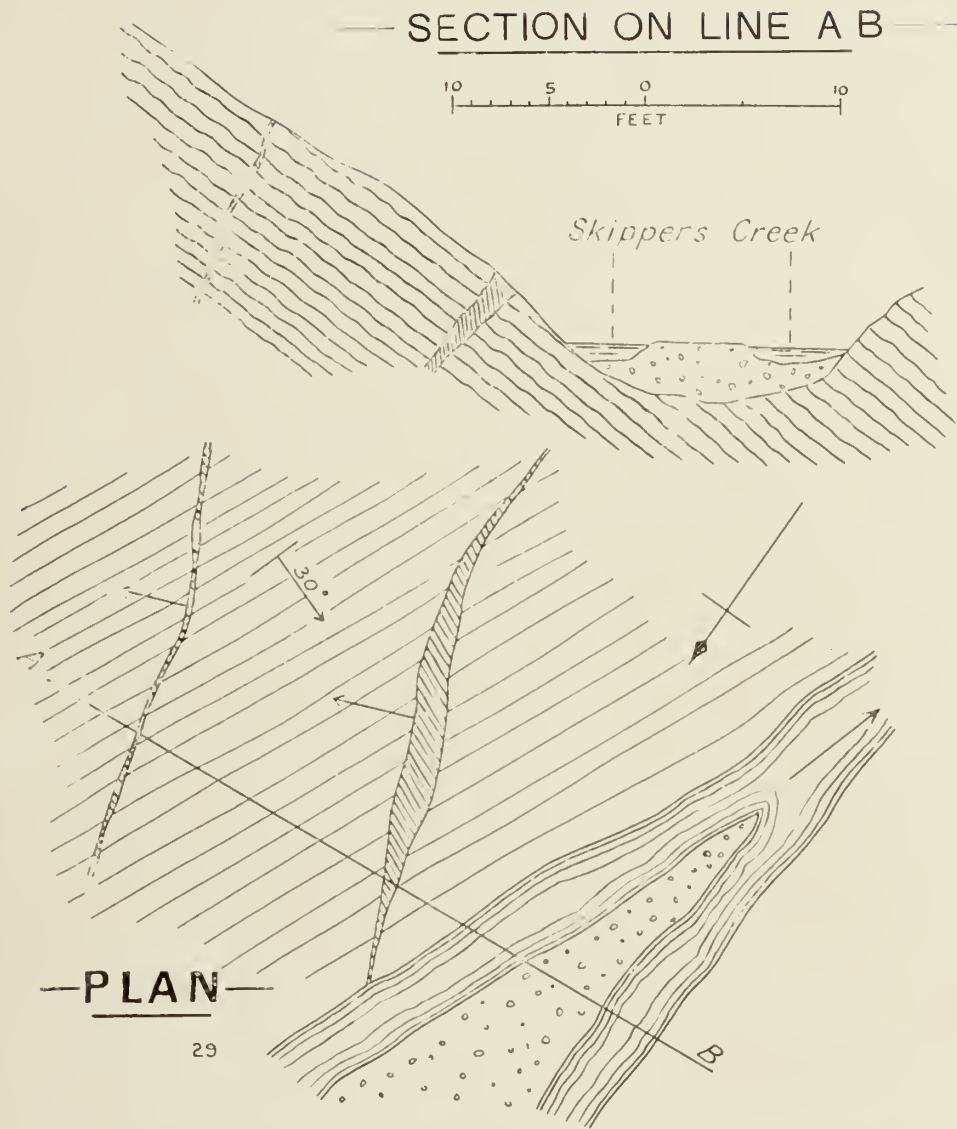 SECTION ON LINE A B
10 5 0 10
FEET
Skippers Creek
30°
A
B
PLAN
29